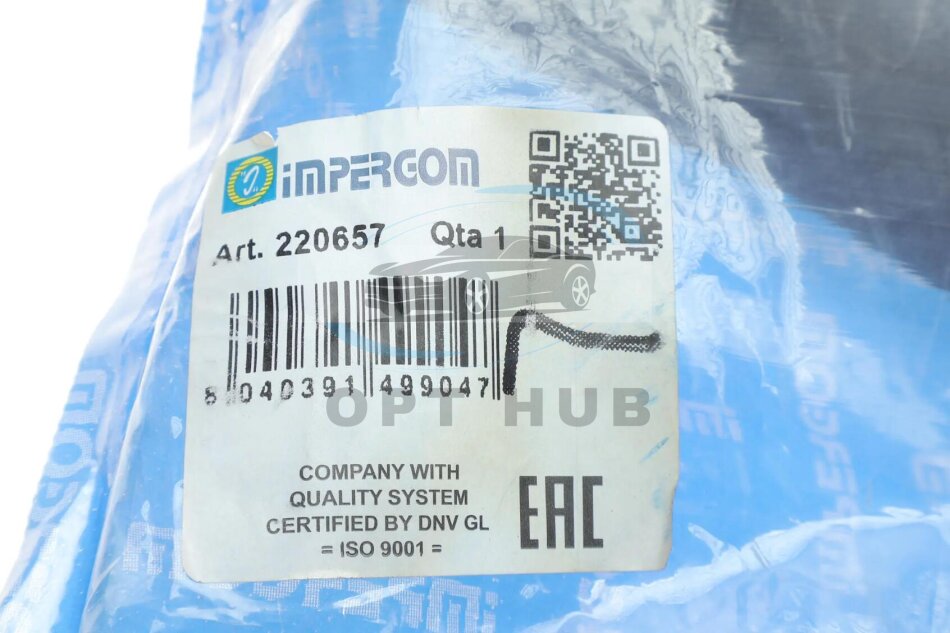 impERGom
Art. 220657 Qta 1
8 040391 499047
OPT HUB
COMPANY WITH
QUALITY SYSTEM
CERTIFIED BY DNV GL
= ISO 9001 =
EAC